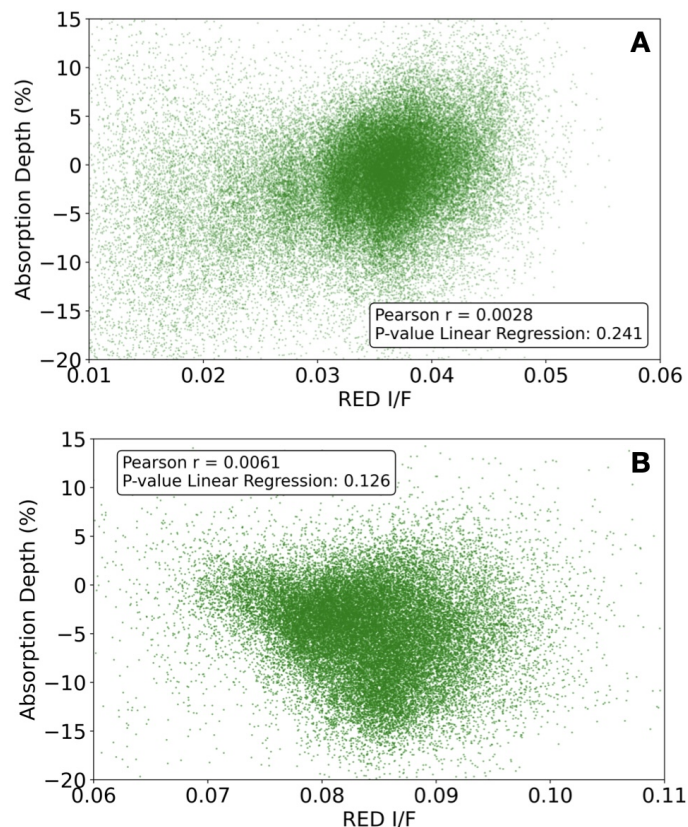 A
15
10
5
0
−5
−10
−15
−20
Absorption Depth (%)
Pearson r = 0.0028
P-value Linear Regression: 0.241
0.01 0.02 0.03 0.04 0.05 0.06
RED I/F
B
15
10
5
0
−5
−10
−15
−20
Absorption Depth (%)
Pearson r = 0.0061
P-value Linear Regression: 0.126
0.06 0.07 0.08 0.09 0.10 0.11
RED I/F